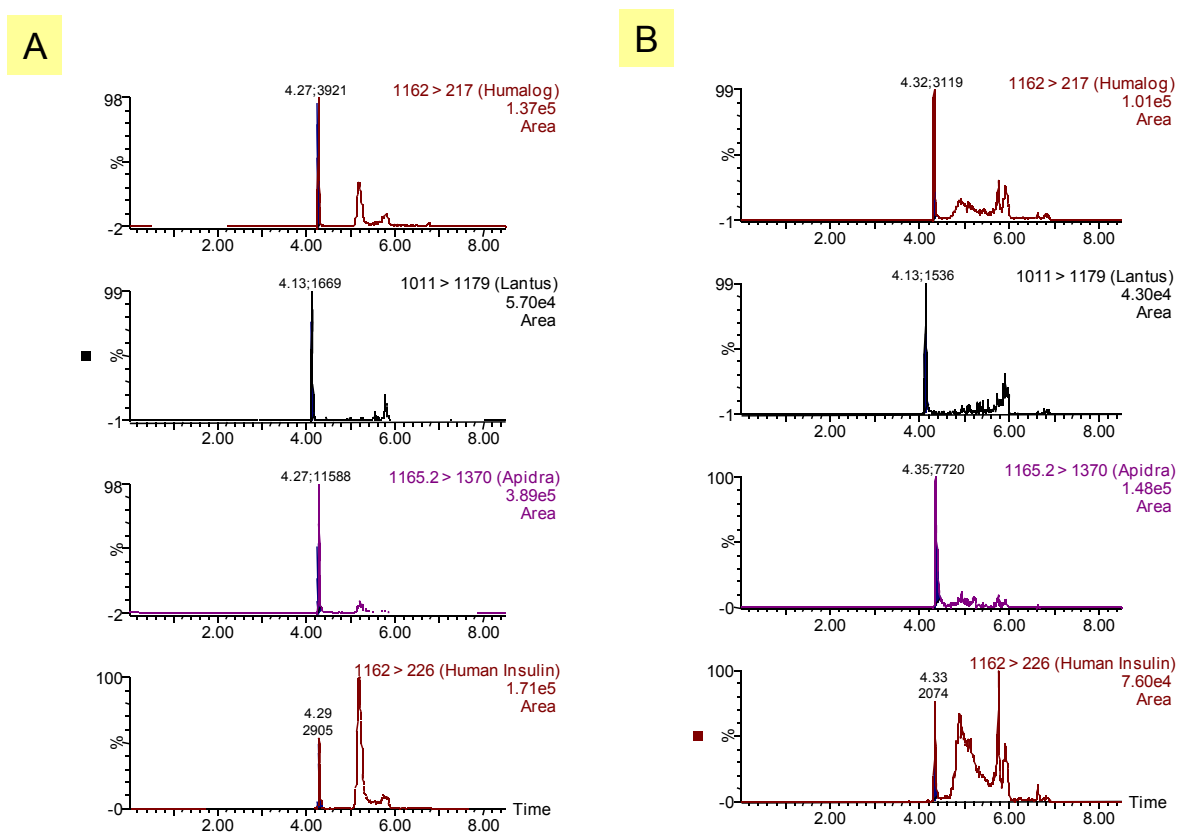 A
4.27;3921
1162 > 217 (Humalog)
1.37e5
Area
98
%
-2
2.00 4.00 6.00 8.00
4.13;1669
1011 > 1179 (Lantus)
5.70e4
Area
99
%
-1
2.00 4.00 6.00 8.00
4.27;11588
1165.2 > 1370 (Apidra)
3.89e5
Area
98
%
-2
2.00 4.00 6.00 8.00
1162 > 226 (Human Insulin)
1.71e5
Area
4.29
2905
100
%
-0
Time
2.00 4.00 6.00 8.00
B
4.32;3119
1162 > 217 (Humalog)
1.01e5
Area
99
%
-1
2.00 4.00 6.00 8.00
4.13;1536
1011 > 1179 (Lantus)
4.30e4
Area
99
%
-1
2.00 4.00 6.00 8.00
4.35;7720
1165.2 > 1370 (Apidra)
1.48e5
Area
100
%
-0
2.00 4.00 6.00 8.00
1162 > 226 (Human Insulin)
7.60e4
Area
4.33
2074
100
%
-0
Time
2.00 4.00 6.00 8.00